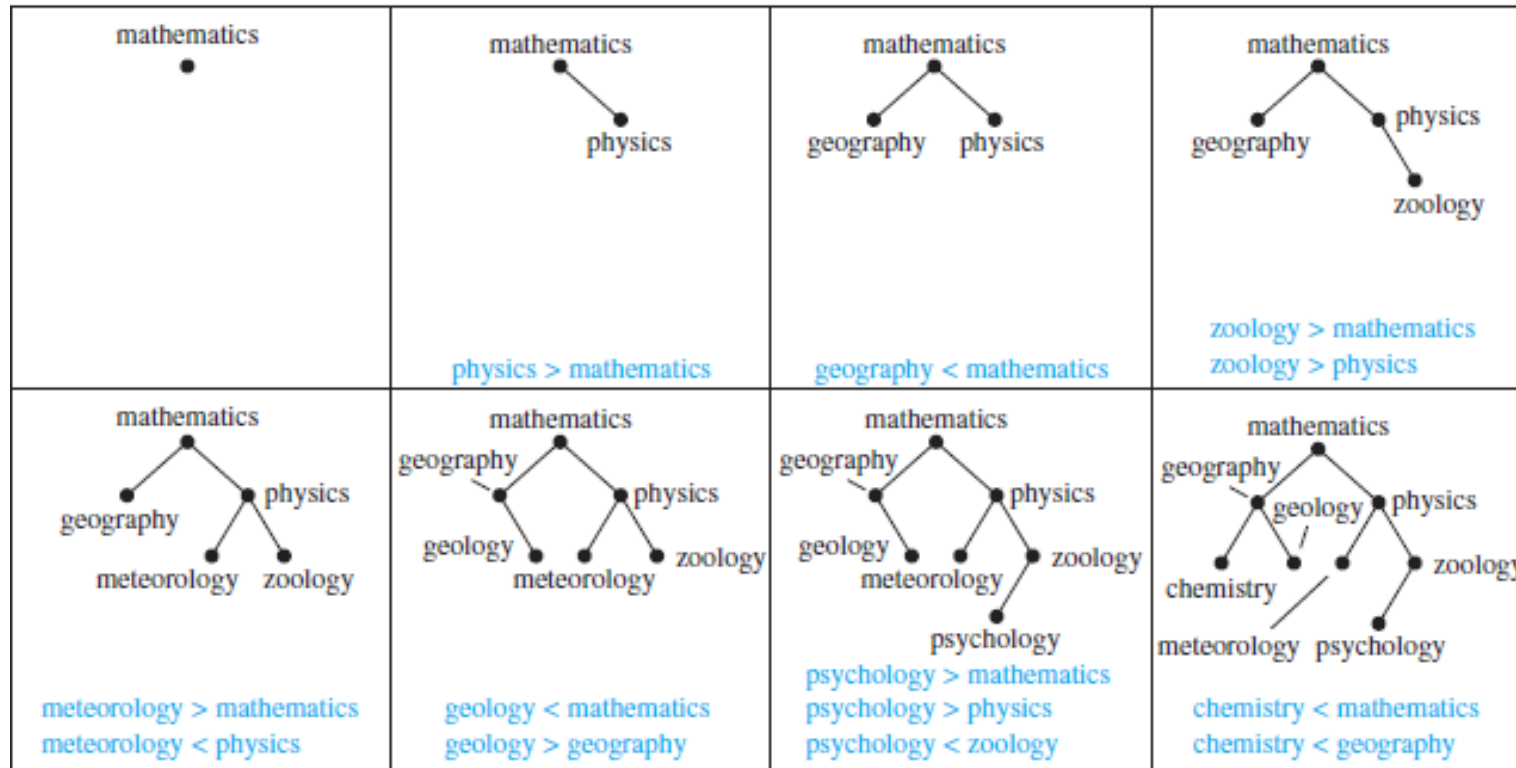 mathematics
mathematics
physics
physics > mathematics
mathematics
geography physics
geography < mathematics
mathematics
physics
geography
zoology
zoology > mathematics
zoology > physics
mathematics
physics
geography
meteorology zoology
meteorology > mathematics
meteorology < physics
mathematics
geography
physics
geology
zoology
meteorology
geology < mathematics
geology > geography
mathematics
geography
physics
geology
zoology
meteorology
psychology
psychology > mathematics
psychology > physics
psychology < zoology
mathematics
geography
geology
physics
zoology
chemistry
meteorology psychology
chemistry < mathematics
chemistry < geography